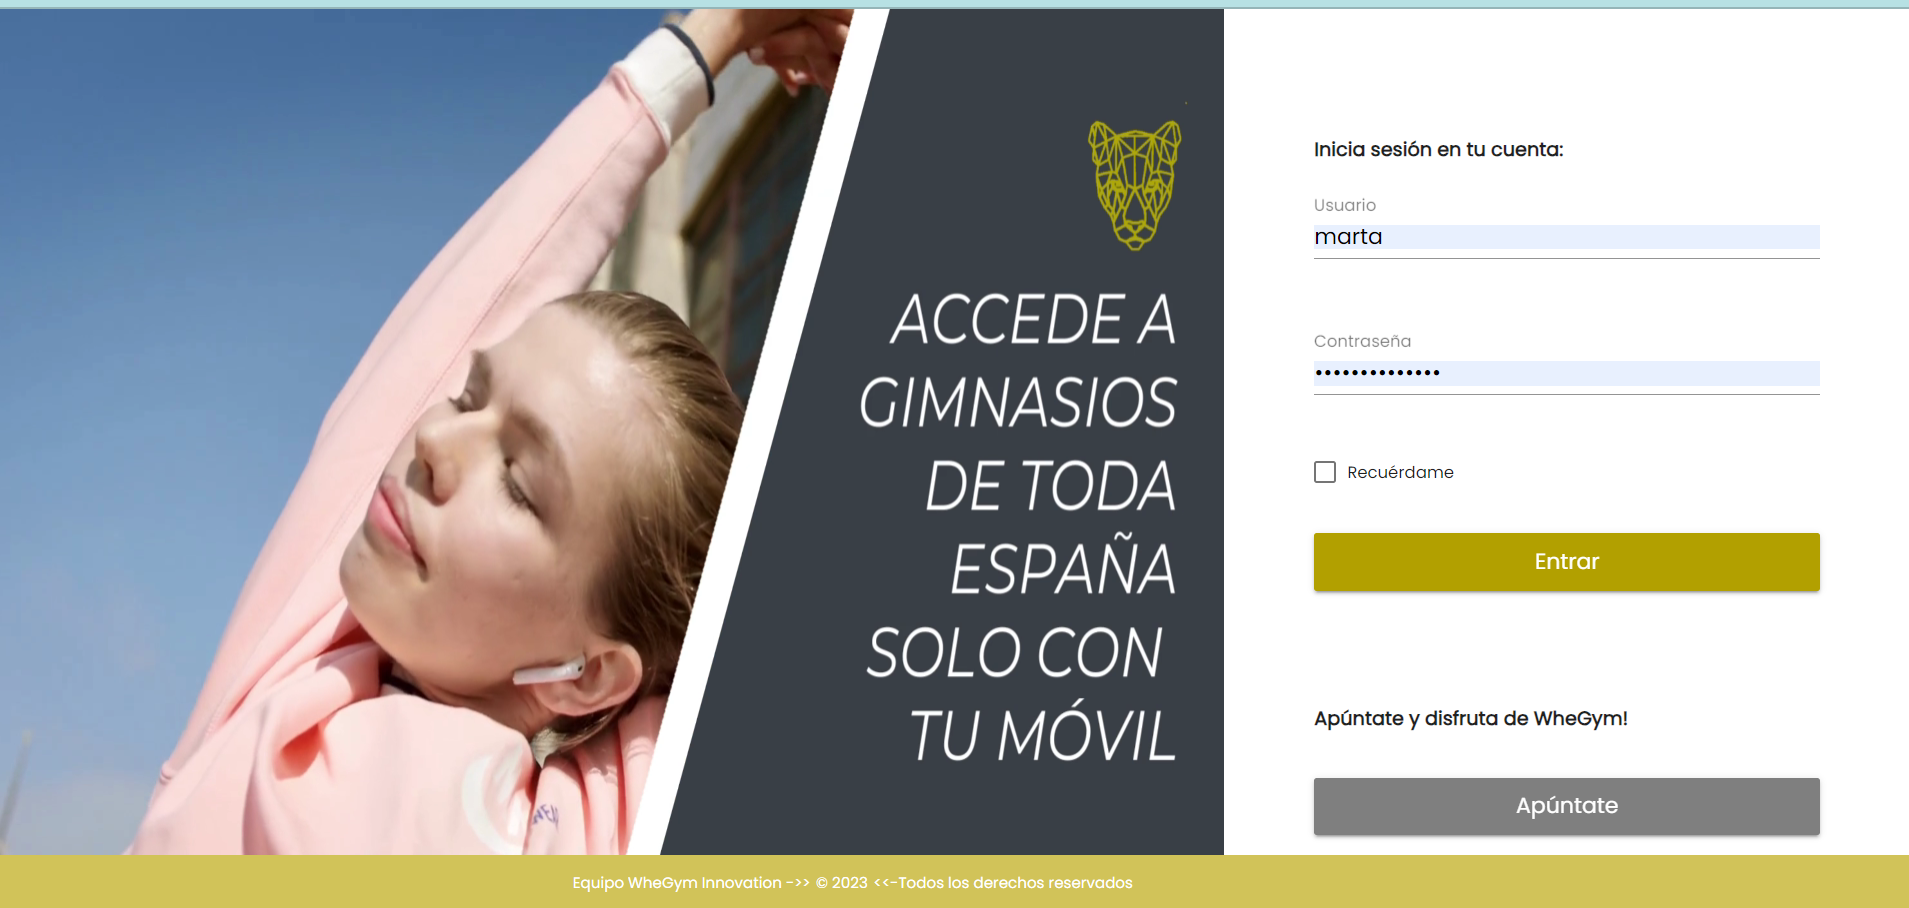 ACCEDE A
GIMNASIOS
DE TODA
ESPAÑA
SOLO CON
TU MÓVIL
Inicia sesión en tu cuenta:
Usuario
marta
Contraseña
••••••••••••••
Recuérdame
Entrar
Apúntate y disfruta de WheGym!
Apúntate
Equipo WheGym Innovation ->> © 2023 <<-Todos los derechos reservados